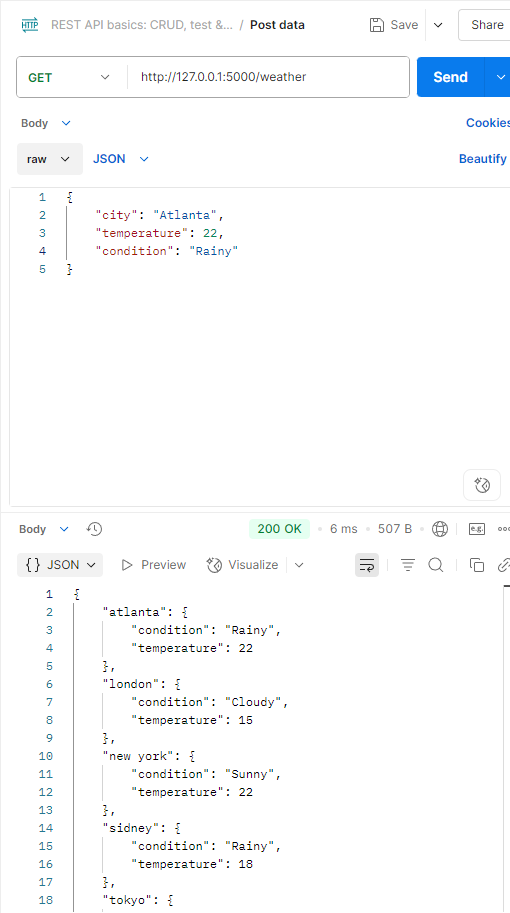 HTTP REST API basics: CRUD, test &... / Post data Save Share
GET http://127.0.0.1:5000/weather Send
Body Cookies
raw JSON Beautify
1 {
2 "city": "Atlanta",
3 "temperature": 22,
4 "condition": "Rainy"
5 }
Body 200 OK 6 ms 507 B e.g.
{} JSON Preview Visualize
1 {
2 "atlanta": {
3 "condition": "Rainy",
4 "temperature": 22
5 },
6 "london": {
7 "condition": "Cloudy",
8 "temperature": 15
9 },
10 "new york": {
11 "condition": "Sunny",
12 "temperature": 22
13 },
14 "sidney": {
15 "condition": "Rainy",
16 "temperature": 18
17 },
18 "tokyo": {